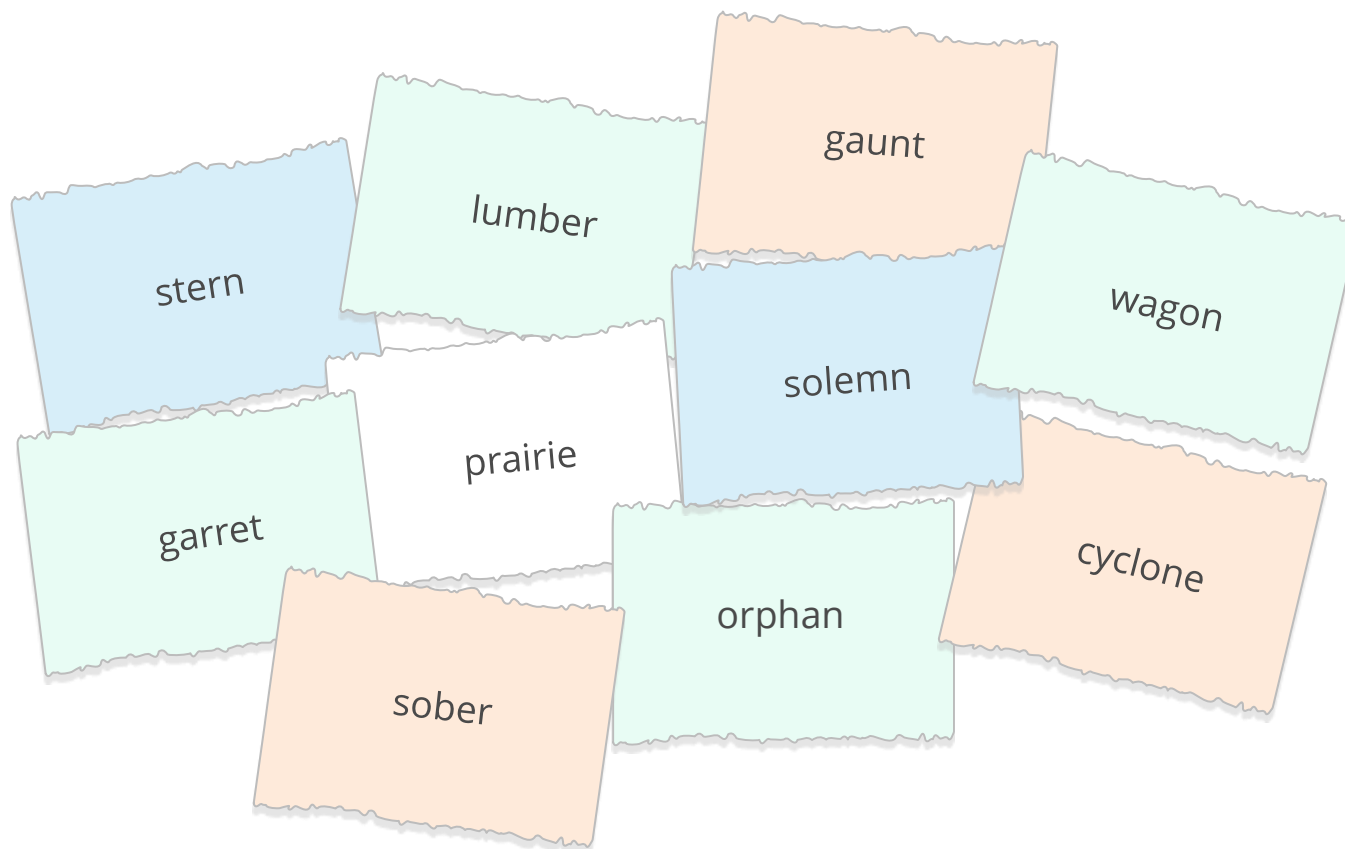 gaunt
lumber
stern
wagon
solemn
prairie
garret
cyclone
orphan
sober